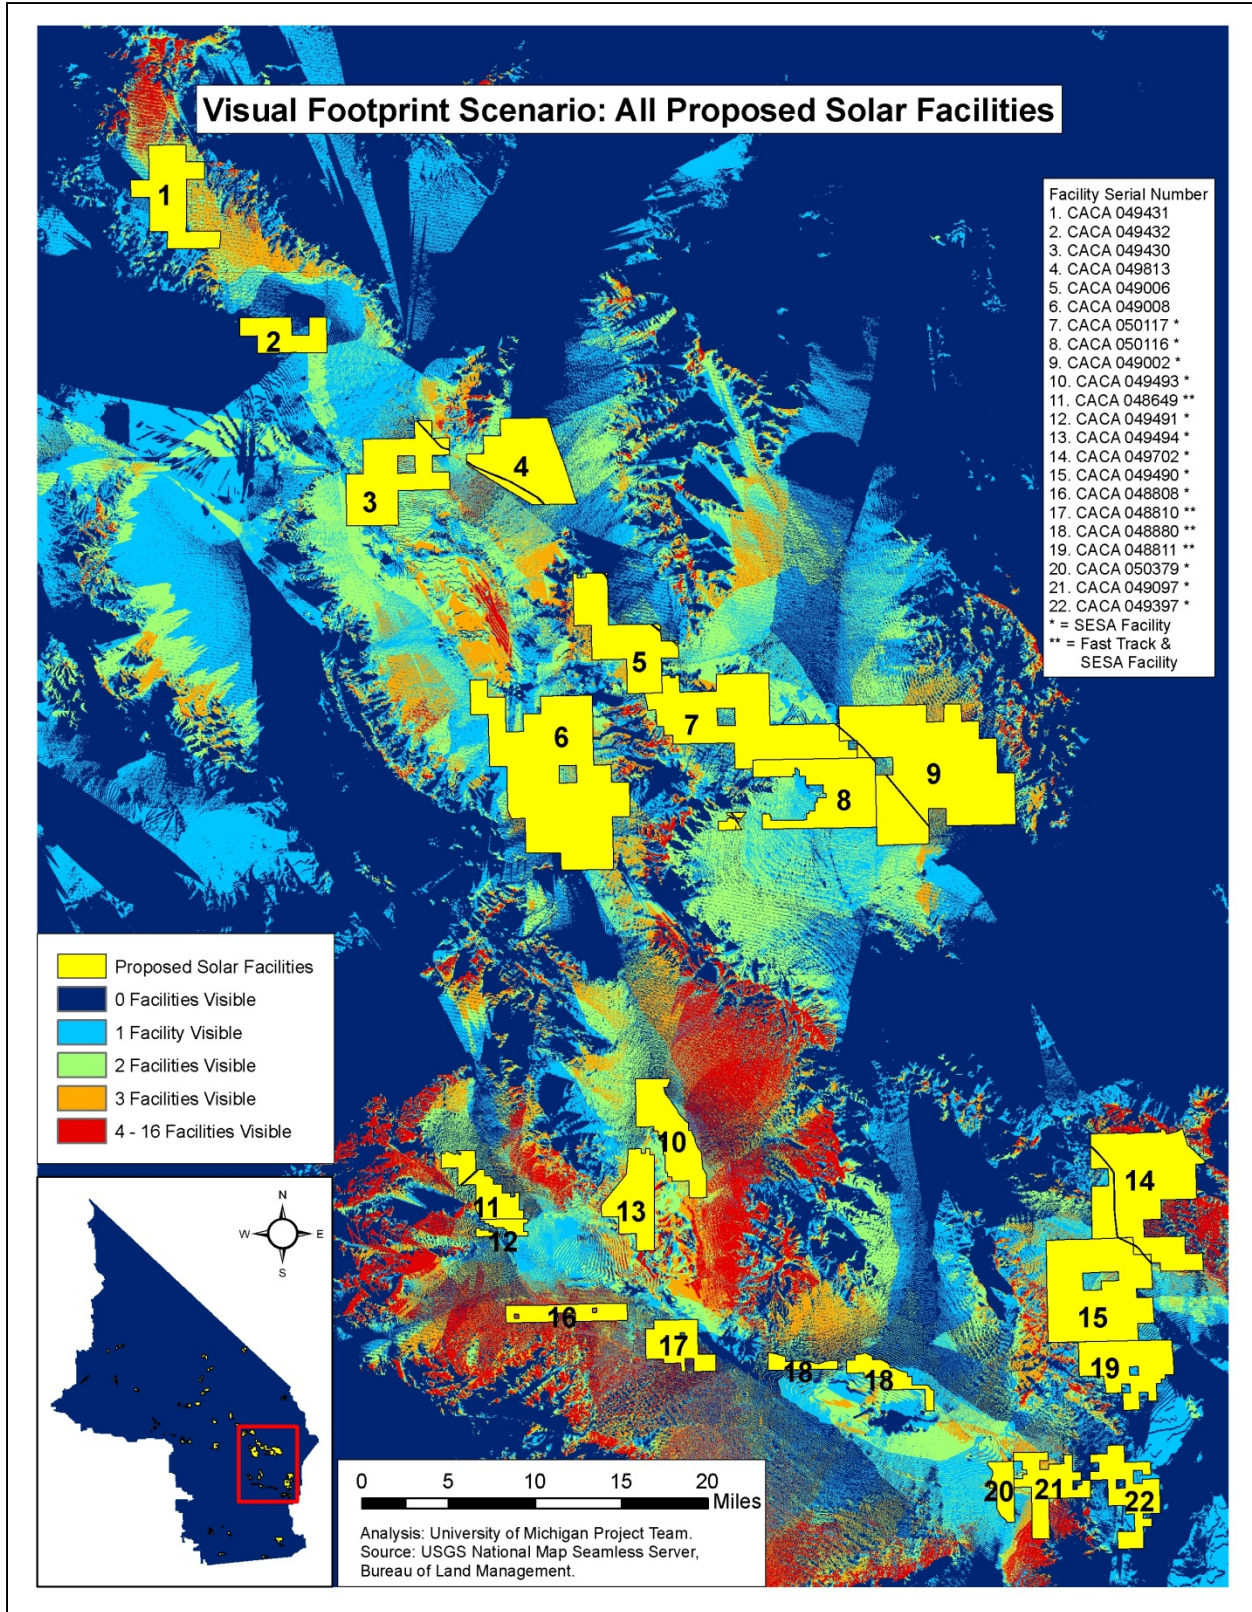 Visual Footprint Scenario: All Proposed Solar Facilities
Facility Serial Number
1. CACA 049431
2. CACA 049432
3. CACA 049430
4. CACA 049813
5. CACA 049006
6. CACA 049008
7. CACA 050117 *
8. CACA 050116 *
9. CACA 049002 *
10. CACA 049493 *
11. CACA 048649 **
12. CACA 049491 *
13. CACA 049494 *
14. CACA 049702 *
15. CACA 049490 *
16. CACA 048808 *
17. CACA 048810 **
18. CACA 048880 **
19. CACA 048811 **
20. CACA 050379 *
21. CACA 049097 *
22. CACA 049397 *
* = SESA Facility
** = Fast Track &
SESA Facility
1
2
3
4
5
6
7
8
9
10
11
12
13
14
15
16
17
18
18
19
20
21
22
Proposed Solar Facilities
0 Facilities Visible
1 Facility Visible
2 Facilities Visible
3 Facilities Visible
4 - 16 Facilities Visible
N
W E
S
0 5 10 15 20
Miles
Analysis: University of Michigan Project Team.
Source: USGS National Map Seamless Server,
Bureau of Land Management.